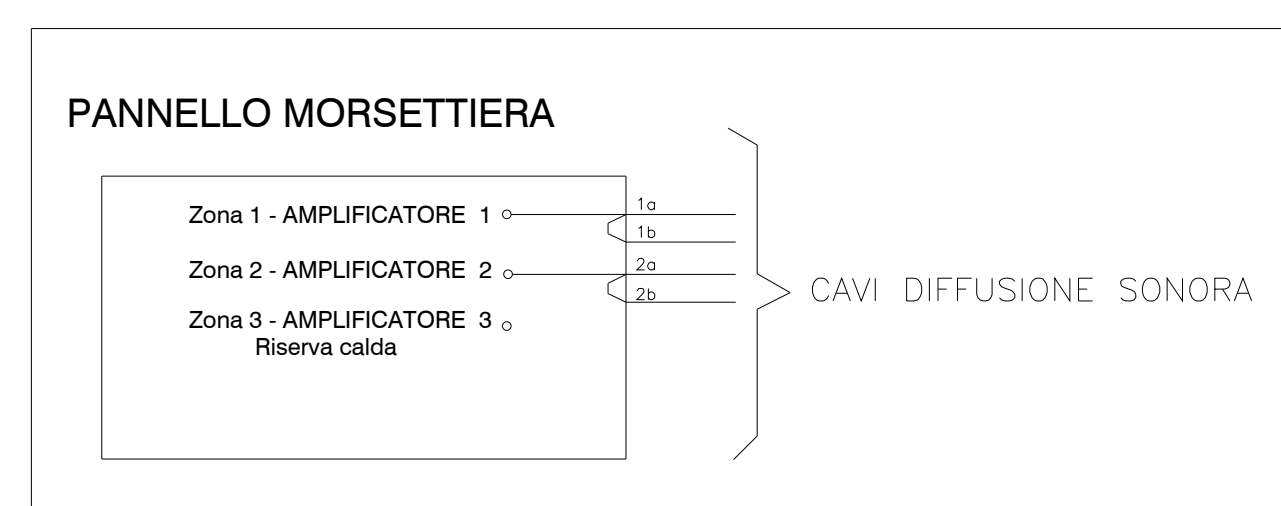 PANNELLO MORSETTIERA
Zona 1 - AMPLIFICATORE 1
1a
1b
Zona 2 - AMPLIFICATORE 2
2a
2b
Zona 3 - AMPLIFICATORE 3
Riserva calda
CAVI DIFFUSIONE SONORA